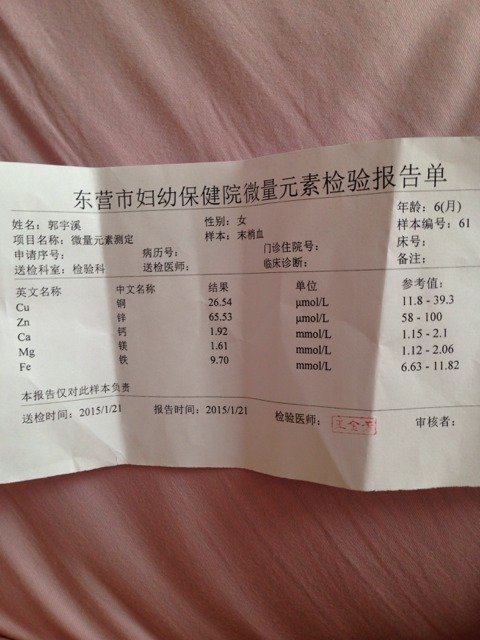 东营市妇幼保健院微量元素检验报告单
姓名：郭宇溪 性别：女 年龄：6(月)
项目名称：微量元素测定 样本：末梢血 样本编号：61
申请序号： 病历号： 门诊住院号： 床号：
送检科室：检验科 送检医师： 临床诊断： 备注：
英文名称 中文名称 结果 单位 参考值：
Cu 铜 26.54 μmol/L 11.8 - 39.3
Zn 锌 65.53 μmol/L 58 - 100
Ca 钙 1.92 mmol/L 1.15 - 2.1
Mg 镁 1.61 mmol/L 1.12 - 2.06
Fe 铁 9.70 mmol/L 6.63 - 11.82
本报告仅对此样本负责
送检时间：2015/1/21 报告时间：2015/1/21 检验医师： 审核者：